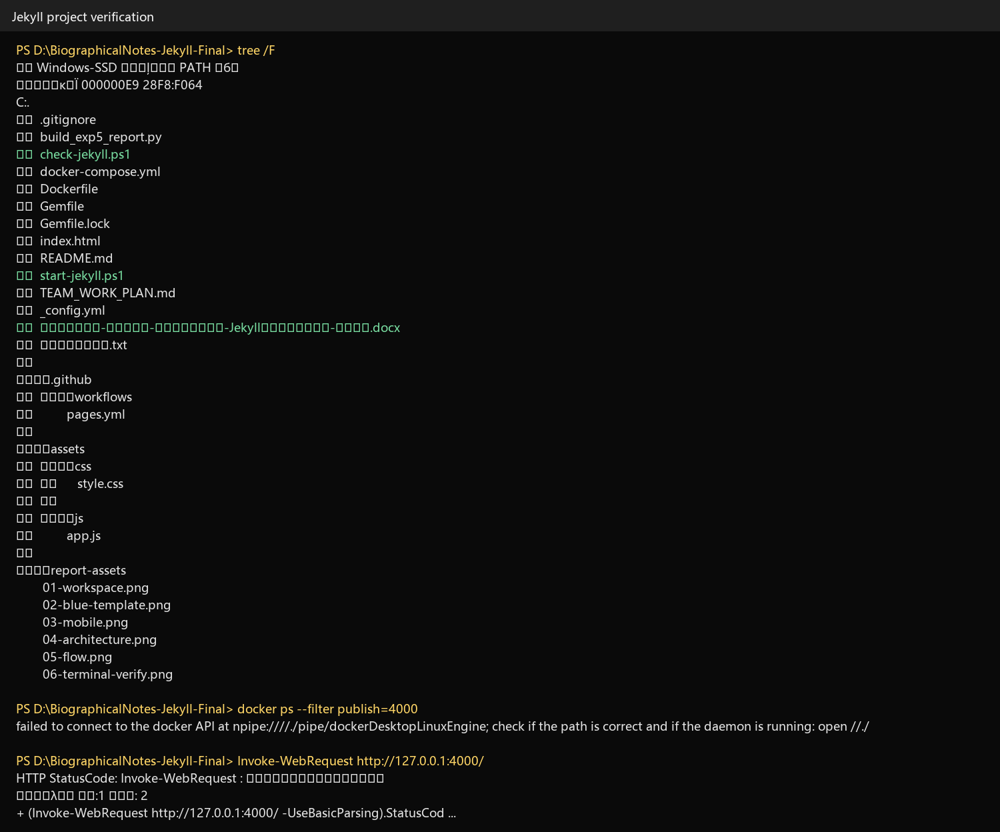 Jekyll project verification
PS D:\BiographicalNotes-Jekyll-Final> tree /F
□□ Windows-SSD □□□ļ□□□ PATH □6□
□□□□□κ□Ϊ 000000E9 28F8:F064
C:.
□□ .gitignore
□□ build_exp5_report.py
□□ check-jekyll.ps1
□□ docker-compose.yml
□□ Dockerfile
□□ Gemfile
□□ Gemfile.lock
□□ index.html
□□ README.md
□□ start-jekyll.ps1
□□ TEAM_WORK_PLAN.md
□□ _config.yml
□□ □□□□□□□-□□□□□-□□□□□□□□-Jekyll□□□□□□□□-□□□□.docx
□□ □□□□□□□□.txt
□□
□□□□.github
□□ □□□□workflows
□□ pages.yml
□□
□□□□assets
□□ □□□□css
□□ □□ style.css
□□ □□
□□ □□□□js
□□ app.js
□□
□□□□report-assets
01-workspace.png
02-blue-template.png
03-mobile.png
04-architecture.png
05-flow.png
06-terminal-verify.png
PS D:\BiographicalNotes-Jekyll-Final> docker ps --filter publish=4000
failed to connect to the docker API at npipe:////./pipe/dockerDesktopLinuxEngine; check if the path is correct and if the daemon is running: open //./
PS D:\BiographicalNotes-Jekyll-Final> Invoke-WebRequest http://127.0.0.1:4000/
HTTP StatusCode: Invoke-WebRequest : □□□□□□□□□□□□□□□□
□□□□λ□□ □□:1 □□□: 2
+ (Invoke-WebRequest http://127.0.0.1:4000/ -UseBasicParsing).StatusCod ...